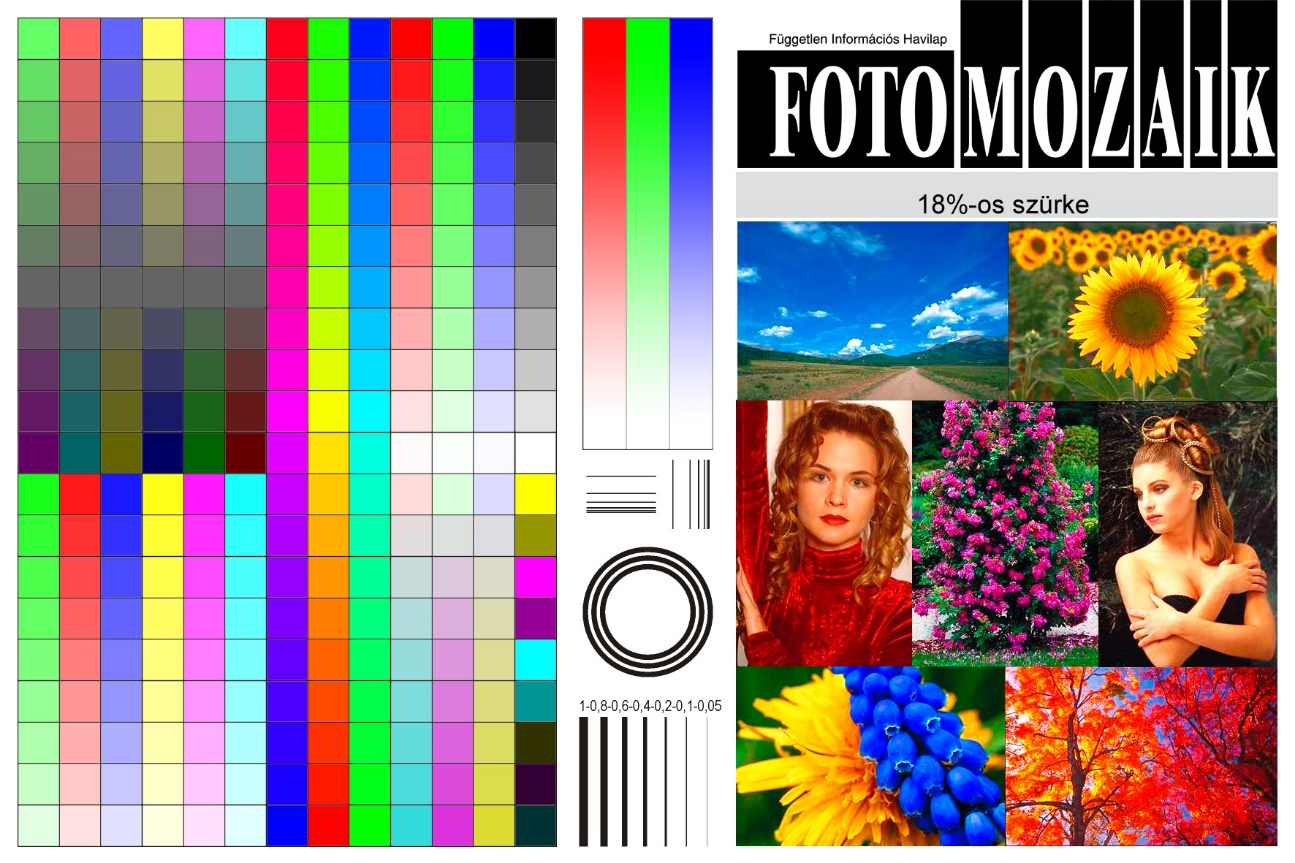 Független Információs Havilap
FOTOMOZAIK
18%-os szürke
1-0,8-0,6-0,4-0,2-0,1-0,05